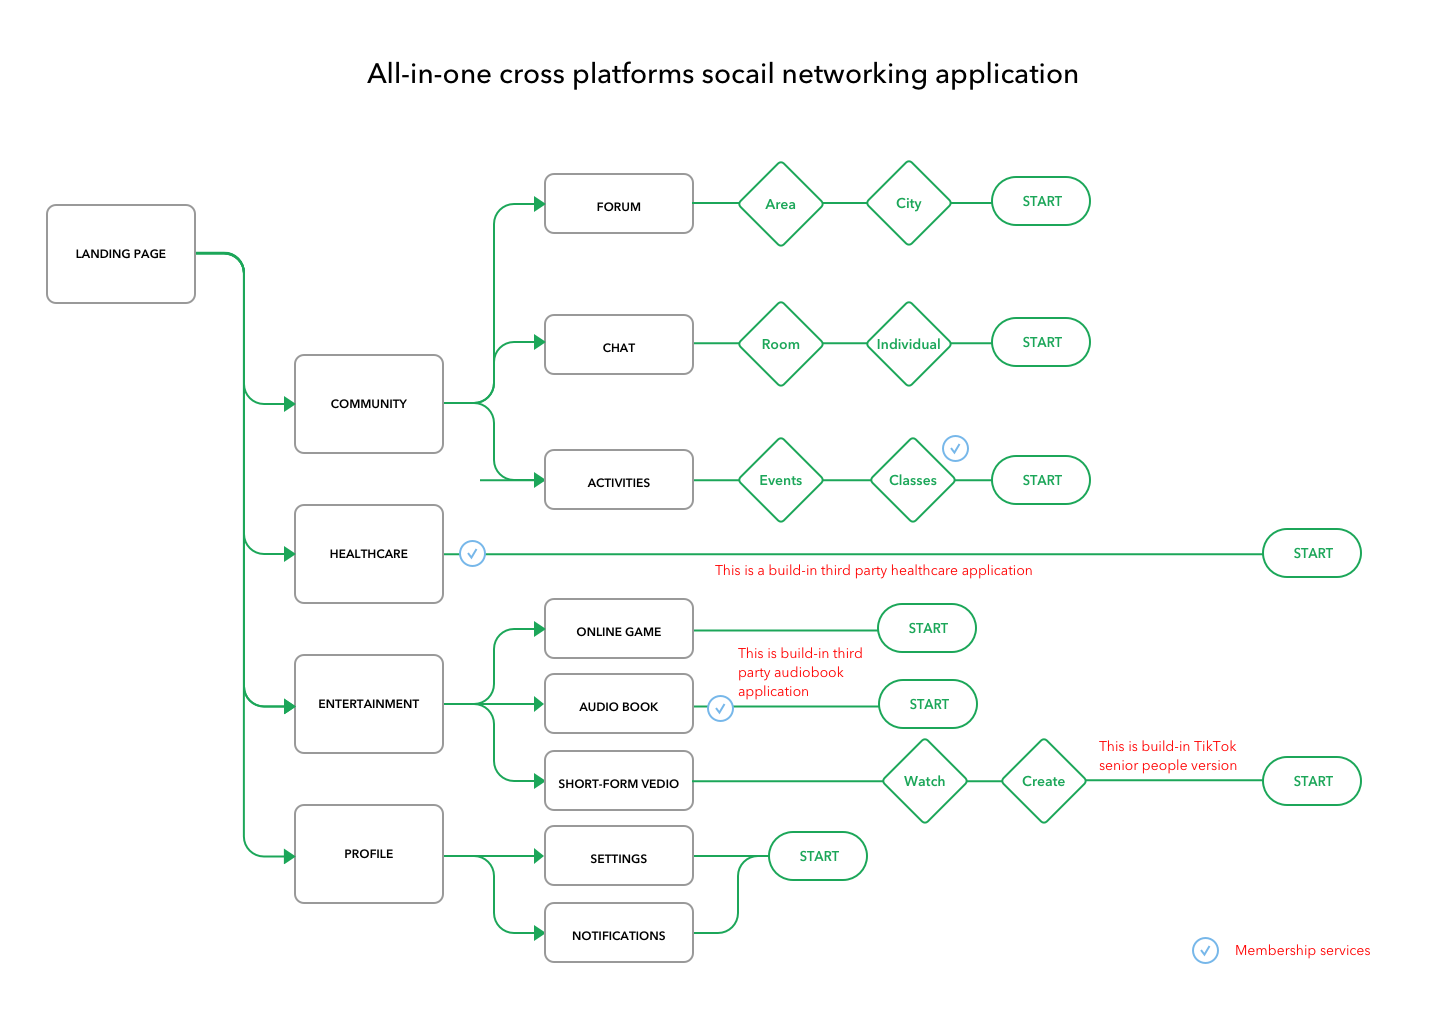 All-in-one cross platforms socail networking application
LANDING PAGE
COMMUNITY
FORUM
Area
City
START
CHAT
Room
Individual
START
ACTIVITIES
Events
Classes
START
HEALTHCARE
This is a build-in third party healthcare application
START
ENTERTAINMENT
ONLINE GAME
START
AUDIO BOOK
This is build-in third
party audiobook
application
START
SHORT-FORM VEDIO
Watch
Create
This is build-in TikTok
senior people version
START
PROFILE
SETTINGS
START
NOTIFICATIONS
Membership services